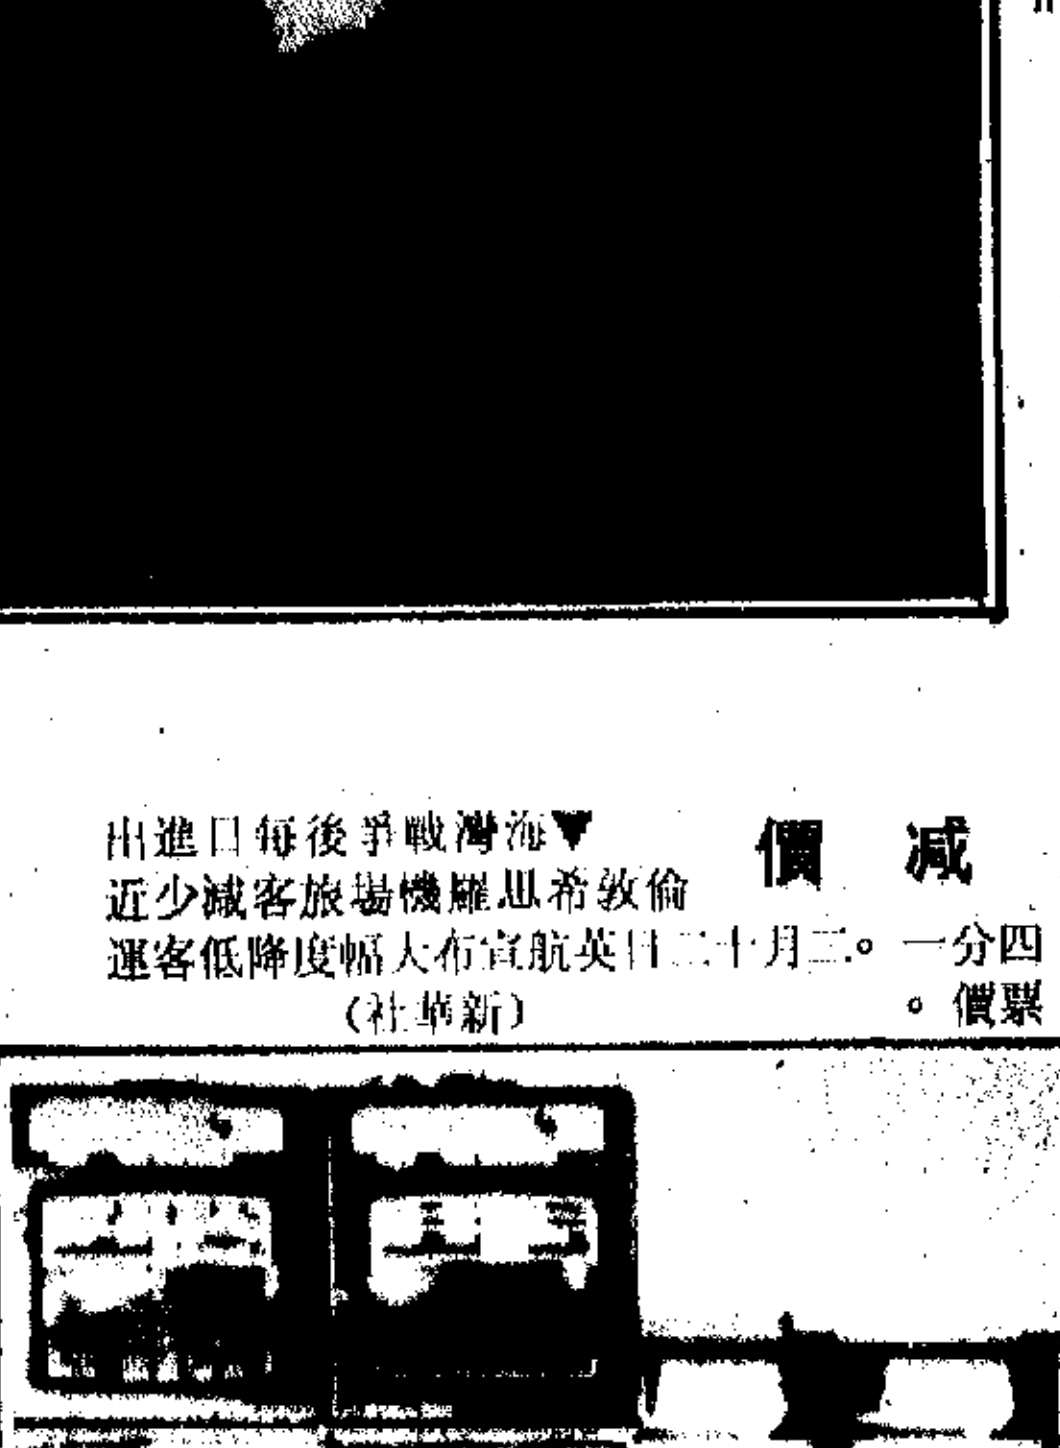 减價
▼海灣戰爭後每日進出
倫敦希思羅機場旅客減少近
四分一。三月十二日英航宣布大幅度降低客運
票價。(新華社)